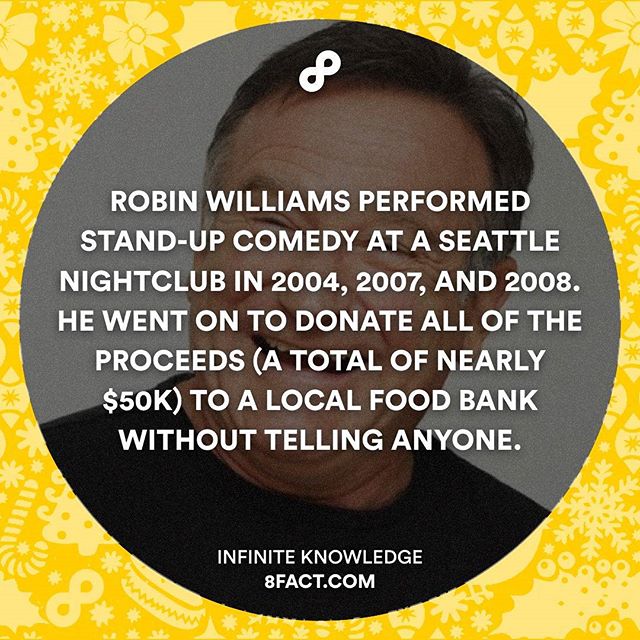 ROBIN WILLIAMS PERFORMED
STAND-UP COMEDY AT A SEATTLE
NIGHTCLUB IN 2004, 2007, AND 2008.
HE WENT ON TO DONATE ALL OF THE
PROCEEDS (A TOTAL OF NEARLY
$50K) TO A LOCAL FOOD BANK
WITHOUT TELLING ANYONE.
INFINITE KNOWLEDGE
8FACT.COM